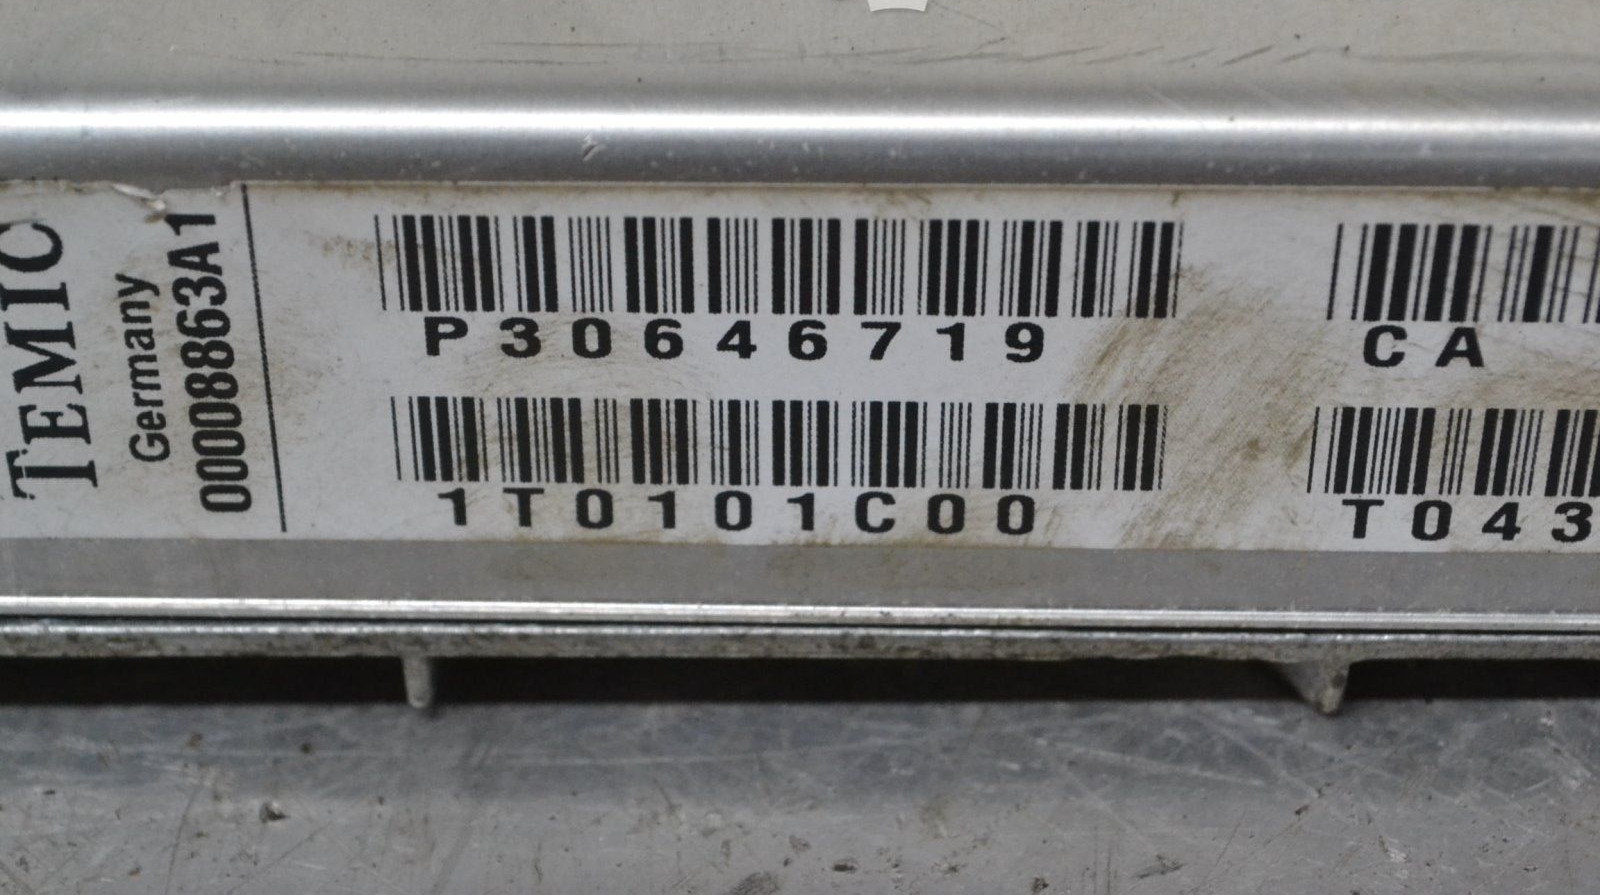 TEMIC
Germany
00008863A1
P30646719
1T0101C00
CA
T043